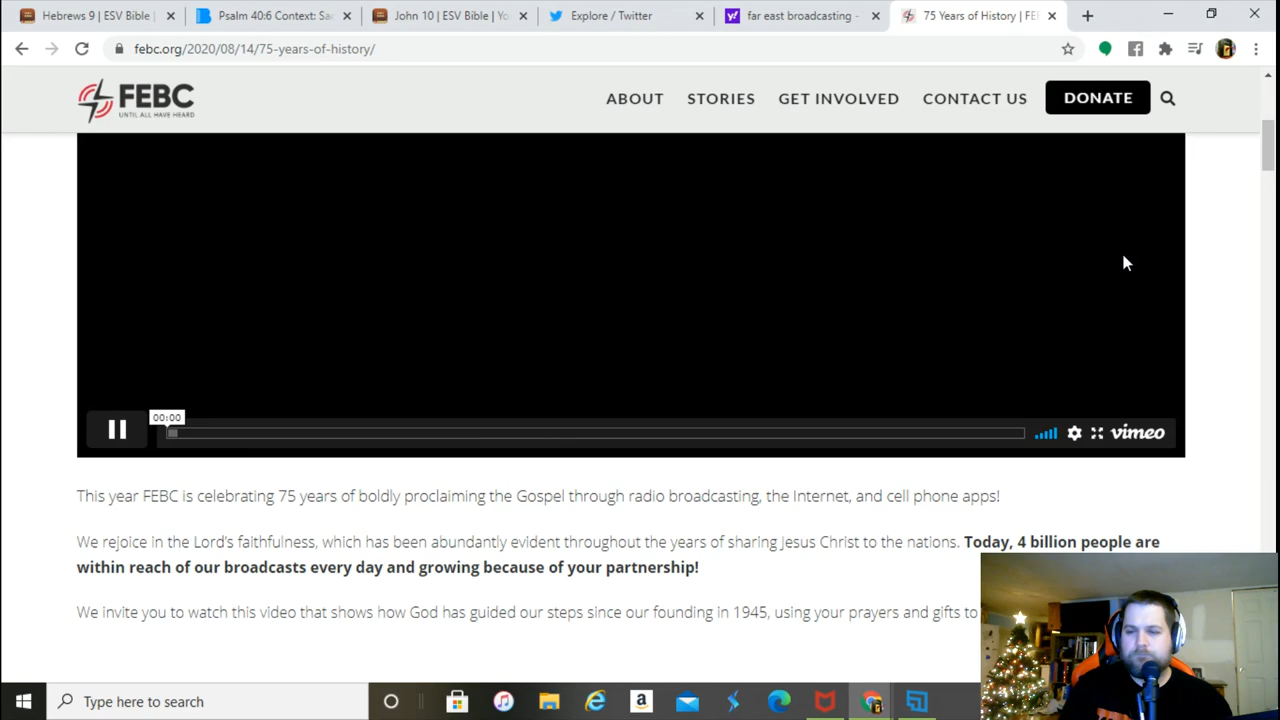 Hebrews 9 | ESV Bible | Yo
Psalm 40:6 Context: Sac
John 10 | ESV Bible | Yo
Explore / Twitter
far east broadcasting -
75 Years of History | FE
febc.org/2020/08/14/75-years-of-history/
FEBC
UNTIL ALL HAVE HEARD
ABOUT STORIES GET INVOLVED CONTACT US DONATE
00:00
vimeo
This year FEBC is celebrating 75 years of boldly proclaiming the Gospel through radio broadcasting, the Internet, and cell phone apps!
We rejoice in the Lord's faithfulness, which has been abundantly evident throughout the years of sharing Jesus Christ to the nations. Today, 4 billion people are
within reach of our broadcasts every day and growing because of your partnership!
We invite you to watch this video that shows how God has guided our steps since our founding in 1945, using your prayers and gifts to
Type here to search